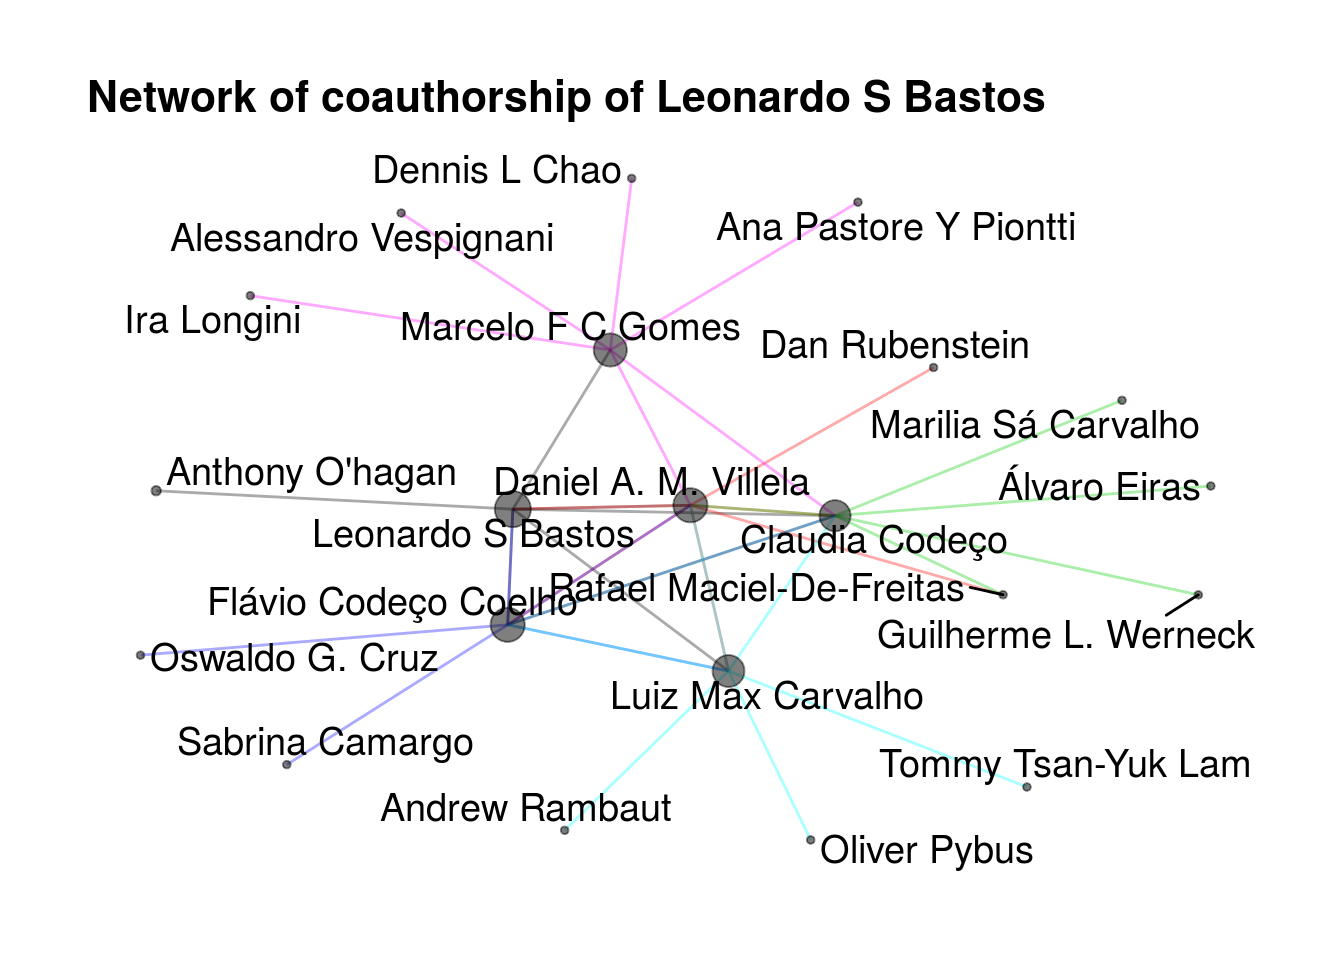 Network of coauthorship of Leonardo S Bastos
Dennis L Chao
Ana Pastore Y Piontti
Alessandro Vespignani
Ira Longini
Marcelo F C Gomes
Dan Rubenstein
Marilia Sá Carvalho
Anthony O'hagan
Daniel A. M. Villela
Álvaro Eiras
Leonardo S Bastos
Claudia Codeço
Rafael Maciel-De-Freitas
Flávio Codeço Coelho
Guilherme L. Werneck
Oswaldo G. Cruz
Luiz Max Carvalho
Sabrina Camargo
Tommy Tsan-Yuk Lam
Andrew Rambaut
Oliver Pybus